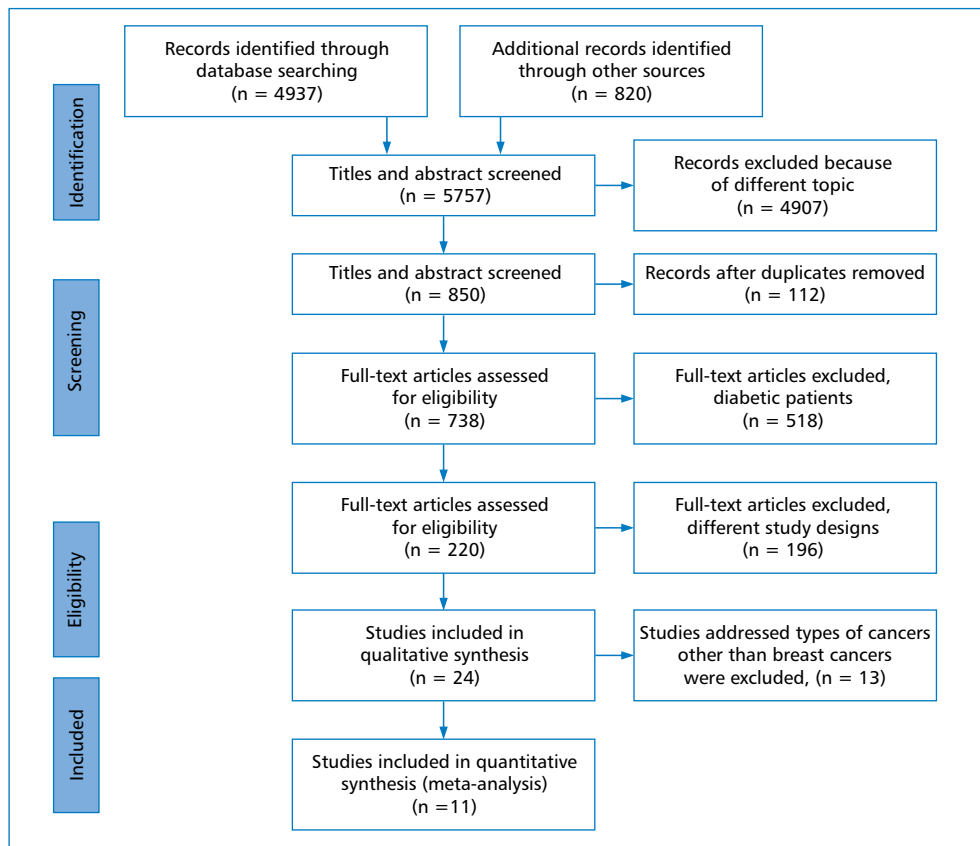 Records identified through
database searching
(n = 4937)
Additional records identified
through other sources
(n = 820)
Identification
Titles and abstract screened
(n = 5757)
Records excluded because
of different topic
(n = 4907)
Screening
Titles and abstract screened
(n = 850)
Records after duplicates removed
(n = 112)
Full-text articles assessed
for eligibility
(n = 738)
Full-text articles excluded,
diabetic patients
(n = 518)
Eligibility
Full-text articles assessed
for eligibility
(n = 220)
Full-text articles excluded,
different study designs
(n = 196)
Studies included in
qualitative synthesis
(n = 24)
Studies addressed types of cancers
other than breast cancers
were excluded, (n = 13)
Included
Studies included in quantitative
synthesis (meta-analysis)
(n =11)